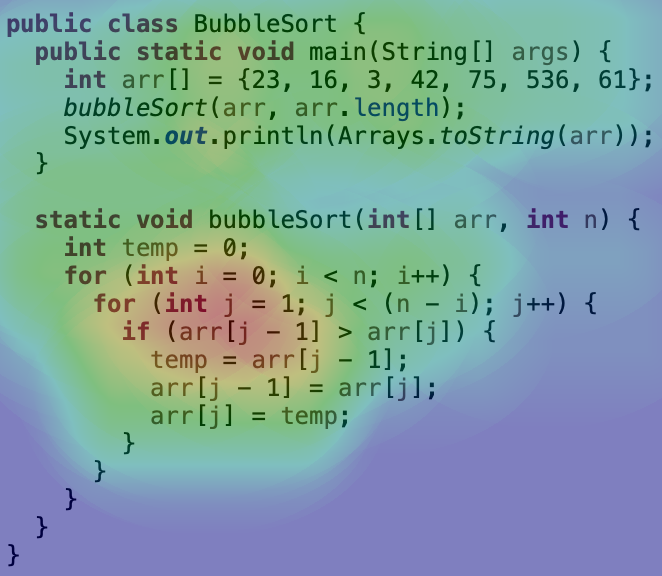 public class BubbleSort {
  public static void main(String[] args) {
    int arr[] = {23, 16, 3, 42, 75, 536, 61};
    bubbleSort(arr, arr.length);
    System.out.println(Arrays.toString(arr));
  }

  static void bubbleSort(int[] arr, int n) {
    int temp = 0;
    for (int i = 0; i < n; i++) {
      for (int j = 1; j < (n - i); j++) {
        if (arr[j - 1] > arr[j]) {
          temp = arr[j - 1];
          arr[j - 1] = arr[j];
          arr[j] = temp;
        }
      }
    }
  }
}